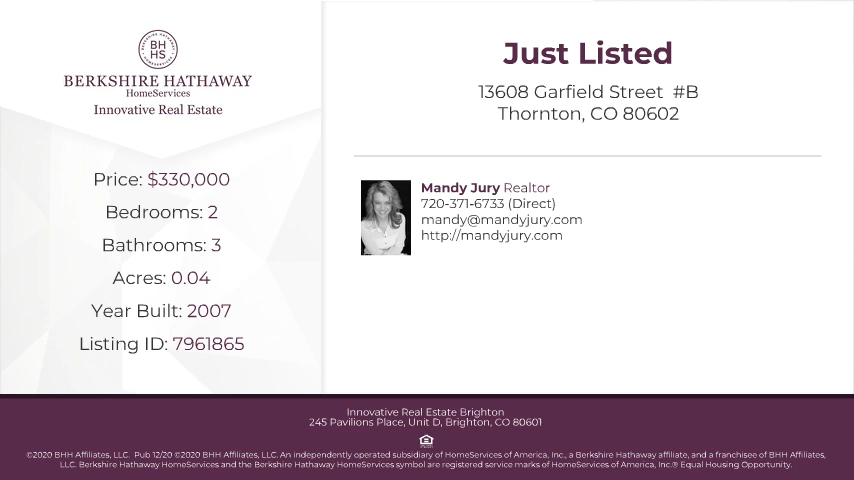 BH
HS
BERKSHIRE HATHAWAY
HomeServices
Innovative Real Estate
Price: $330,000
Bedrooms: 2
Bathrooms: 3
Acres: 0.04
Year Built: 2007
Listing ID: 7961865
Just Listed
13608 Garfield Street #B
Thornton, CO 80602
Mandy Jury Realtor
720-371-6733 (Direct)
mandy@mandyjury.com
http://mandyjury.com
Innovative Real Estate Brighton
245 Pavilions Place, Unit D, Brighton, CO 80601
©2020 BHH Affiliates, LLC. Pub 12/20 ©2020 BHH Affiliates, LLC. An independently operated subsidiary of HomeServices of America, Inc., a Berkshire Hathaway affiliate, and a franchisee of BHH Affiliates,
LLC. Berkshire Hathaway HomeServices and the Berkshire Hathaway HomeServices symbol are registered service marks of HomeServices of America, Inc.® Equal Housing Opportunity.